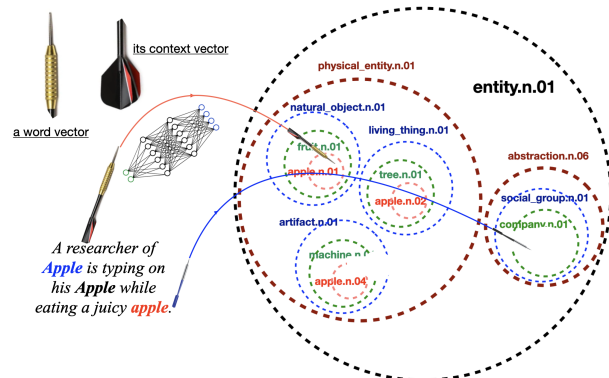 its context vector
a word vector
physical_entity.n.01
entity.n.01
natural_object.n.01
living_thing.n.01
fruit.n.01
apple.n.01
tree.n.01
apple.n.02
abstraction.n.06
social_group.n.01
company.n.01
artifact.n.01
apple.n.04
A researcher of
Apple is typing on
his Apple while
eating a juicy apple.